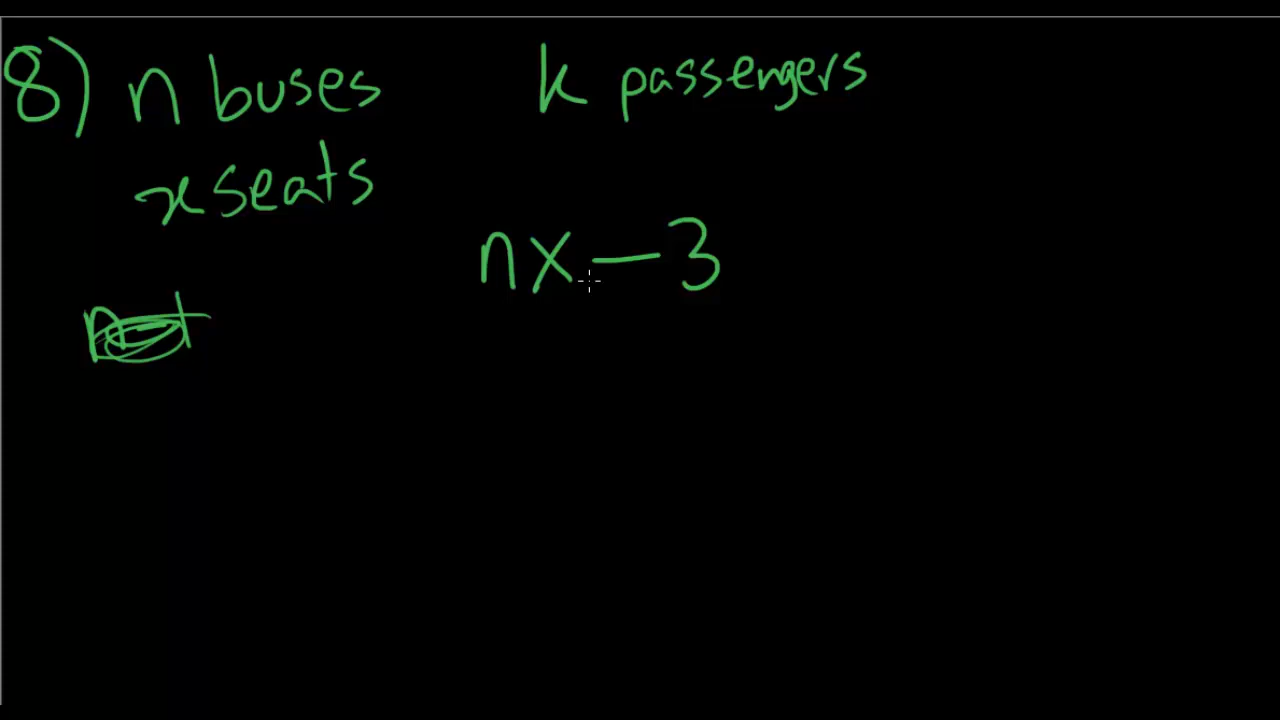 8) n buses k passengers
x seats
nx - 3